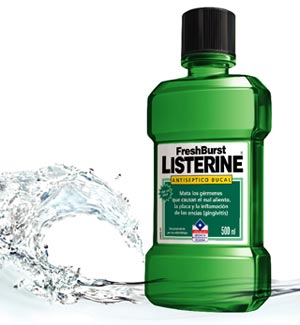 FreshBurst
LISTERINE®
ANTISEPTICO BUCAL
Mata los gérmenes
que causan el mal aliento,
la placa y la inflamación
de las encías (gingivitis)
500 ml